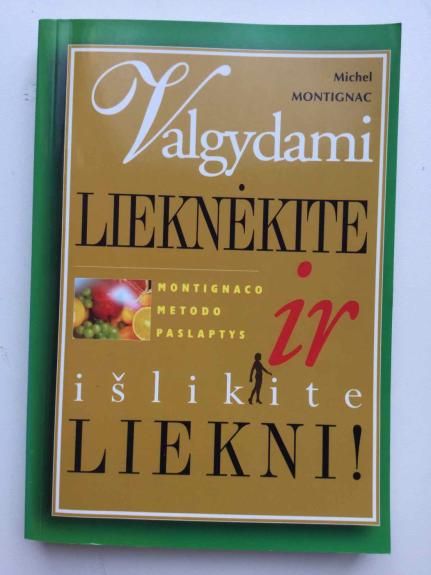 Michel
MONTIGNAC
Valgydami
LIEKNĖKITE
ir
MONTIGNACO
METODO
PASLAPTYS
išlikite
LIEKNI!